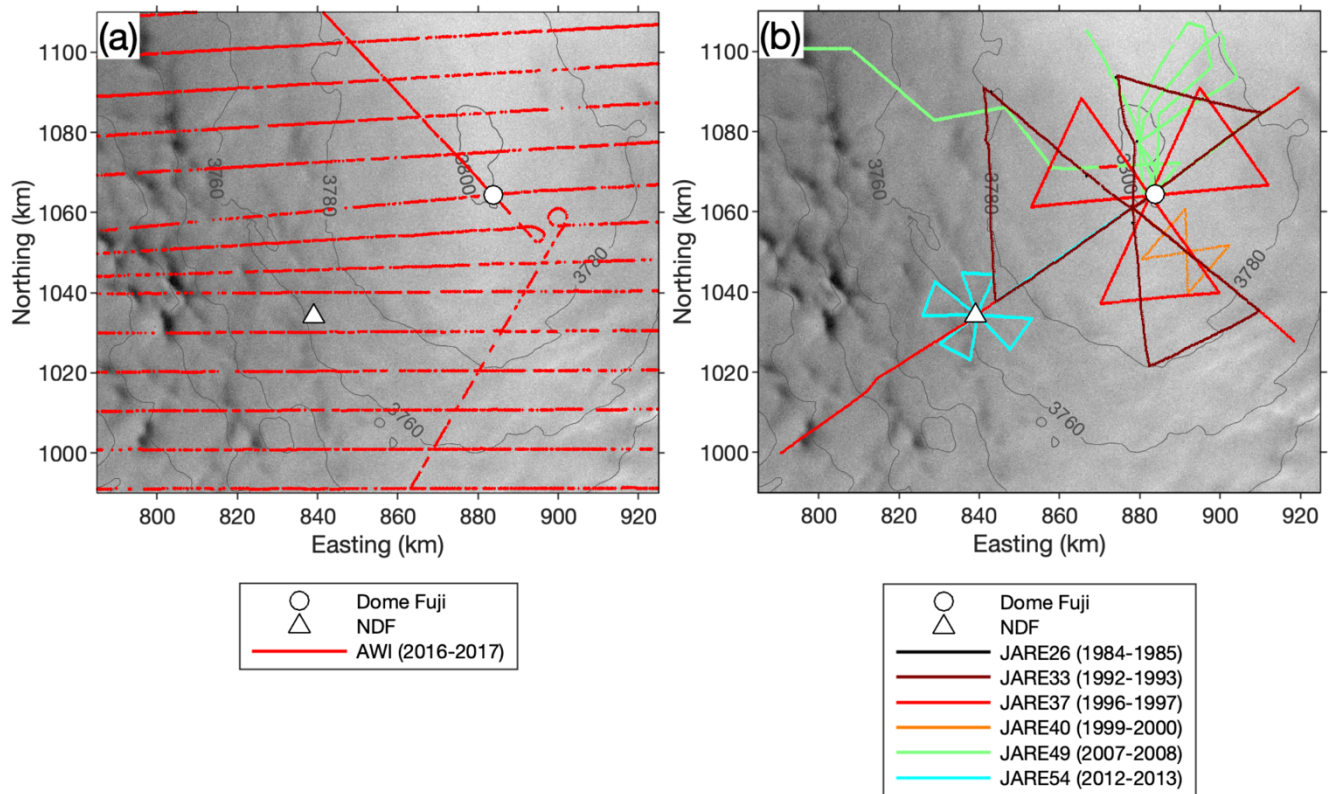 (a)
1100
1080
1060
1040
1020
1000
Northing (km)
3760
3780
3800
3780
3760
800
820
840
860
880
900
920
Easting (km)
Dome Fuji
NDF
AWI (2016-2017)
(b)
1100
1080
1060
1040
1020
1000
Northing (km)
3760
3780
3780
3760
800
820
840
860
880
900
920
Easting (km)
Dome Fuji
NDF
JARE26 (1984-1985)
JARE33 (1992-1993)
JARE37 (1996-1997)
JARE40 (1999-2000)
JARE49 (2007-2008)
JARE54 (2012-2013)